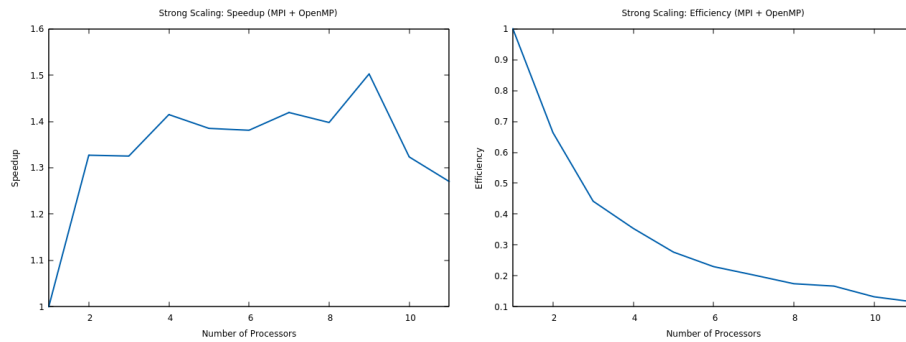 Strong Scaling: Speedup (MPI + OpenMP)
1.6
1.5
1.4
1.3
1.2
1.1
1
Speedup
2 4 6 8 10
Number of Processors
Strong Scaling: Efficiency (MPI + OpenMP)
1
0.9
0.8
0.7
0.6
0.5
0.4
0.3
0.2
0.1
Efficiency
2 4 6 8 10
Number of Processors